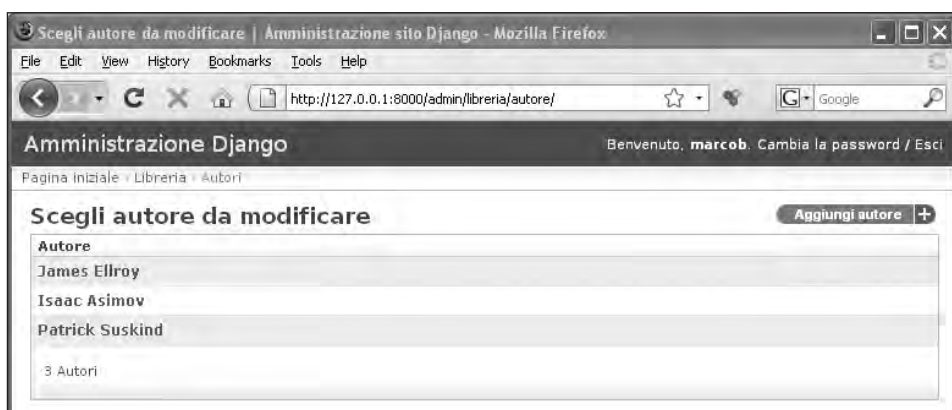 Scegli autore da modificare | Amministrazione sito Django - Mozilla Firefox
File Edit View History Bookmarks Tools Help
http://127.0.0.1:8000/admin/libreria/autore/ G Google
Amministrazione Django Benvenuto, marcob. Cambia la password / Esci
Pagina iniziale › Libreria › Autori
Scegli autore da modificare Aggiungi autore +
Autore
James Ellroy
Isaac Asimov
Patrick Suskind
3 Autori